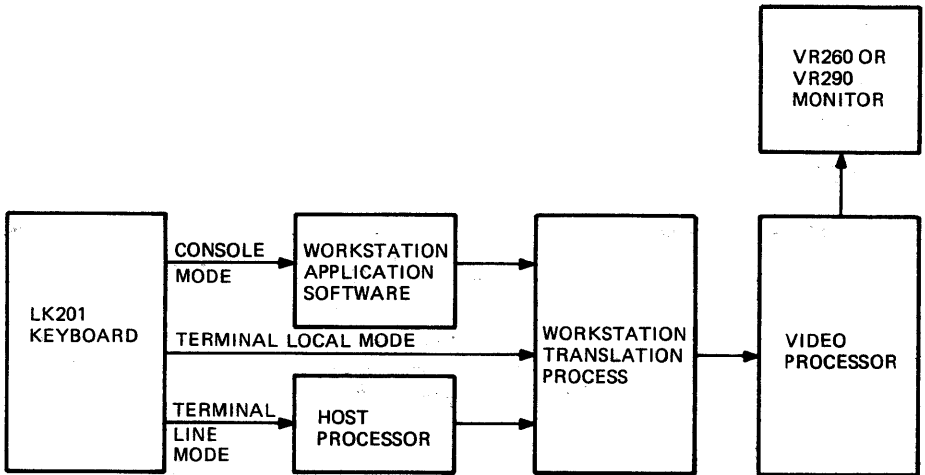 VR260 OR
VR290
MONITOR
LK201
KEYBOARD
CONSOLE
MODE
WORKSTATION
APPLICATION
SOFTWARE
TERMINAL LOCAL MODE
TERMINAL
LINE
MODE
HOST
PROCESSOR
WORKSTATION
TRANSLATION
PROCESS
VIDEO
PROCESSOR